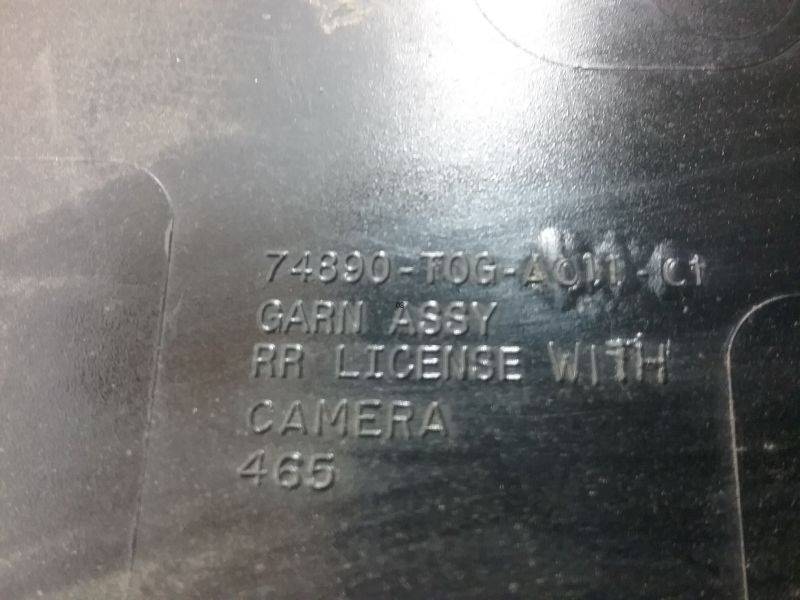 74890-T0G-A011-C1
GARN ASSY
RR LICENSE WITH
CAMERA
465